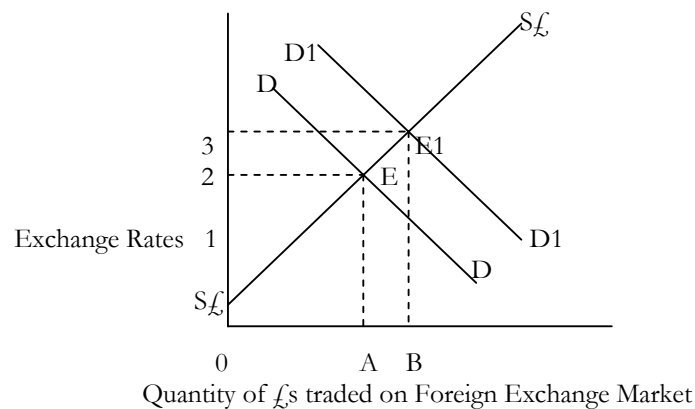 S£
D1
D
3
E1
2
E
Exchange Rates 1
D1
D
S£
0 A B
Quantity of £s traded on Foreign Exchange Market